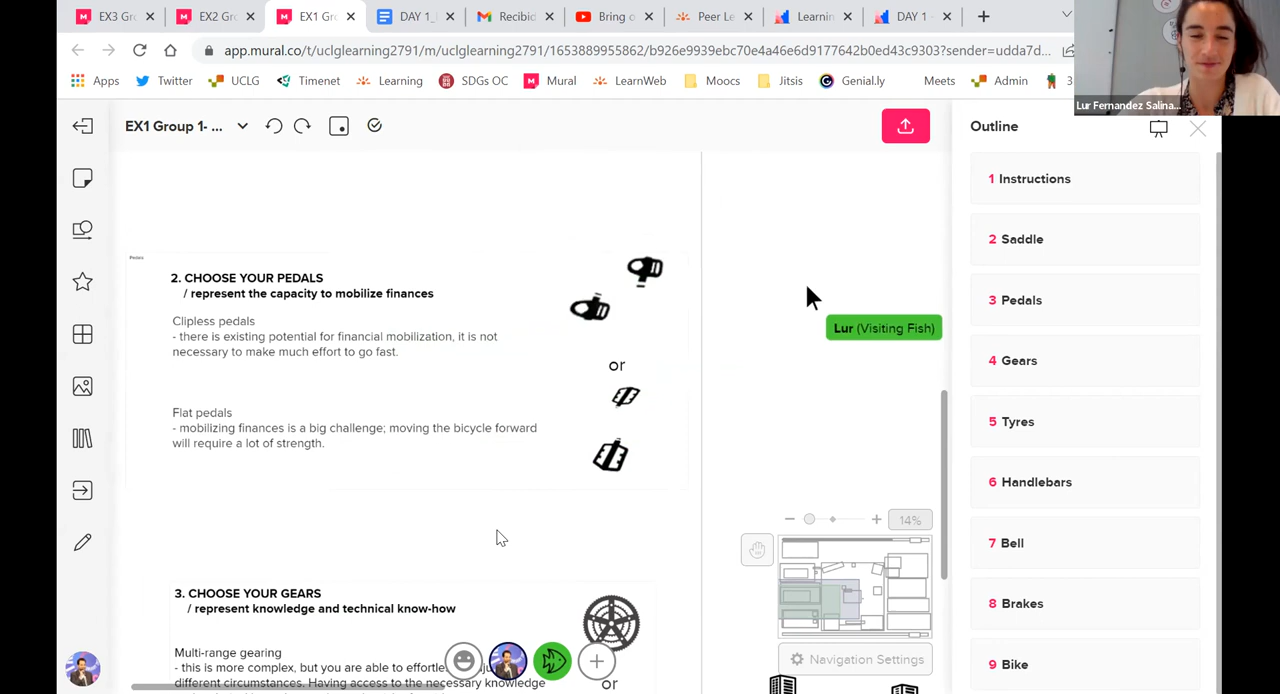 EX3 Gr
EX2 Gr
EX1 Gr
DAY 1_
Recibid
Bring o
Peer Le
Learnin
DAY 1 -
app.mural.co/t/uclglearning2791/m/uclglearning2791/1653889955862/b926e9939ebc70e4a46e6d9177642b0ed43c9303?sender=udda7d...
Apps
Twitter
UCLG
Timenet
Learning
SDGs OC
Mural
LearnWeb
Moocs
Jitsis
Genial.ly
Meets
Admin
3
Lur Fernandez Salina...
EX1 Group 1- ...
Outline
1 Instructions
2 Saddle
3 Pedals
4 Gears
5 Tyres
6 Handlebars
7 Bell
8 Brakes
9 Bike
Pedals
2. CHOOSE YOUR PEDALS
/ represent the capacity to mobilize finances
Clipless pedals
- there is existing potential for financial mobilization, it is not
necessary to make much effort to go fast.
or
Flat pedals
- mobilizing finances is a big challenge; moving the bicycle forward
will require a lot of strength.
Lur (Visiting Fish)
14%
3. CHOOSE YOUR GEARS
/ represent knowledge and technical know-how
Multi-range gearing
- this is more complex, but you are able to effortle
different circumstances. Having access to the necessary knowledge
or
Navigation Settings